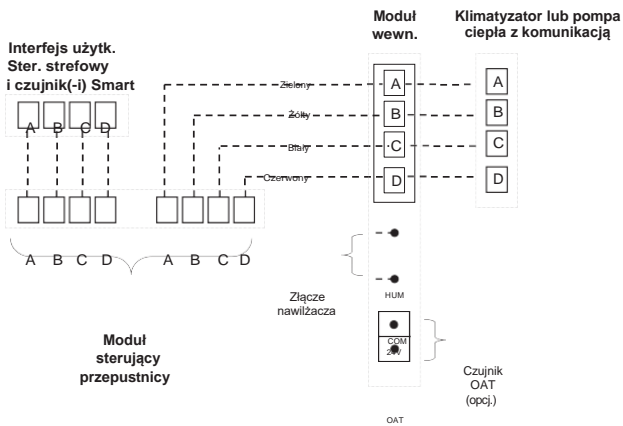 Moduł
wewn.
Klimatyzator lub pompa
ciepła z komunikacją
Interfejs użytk.
Ster. strefowy
i czujnik(-i) Smart
A B C D
Zielony
Żółty
Biały
Czerwony
A
B
C
D
A
B
C
D
A B C D
A B C D
Moduł
sterujący
przepustnicy
Złącze
nawilżacza
HUM
COM
24V
Czujnik
OAT
(opcj.)
OAT